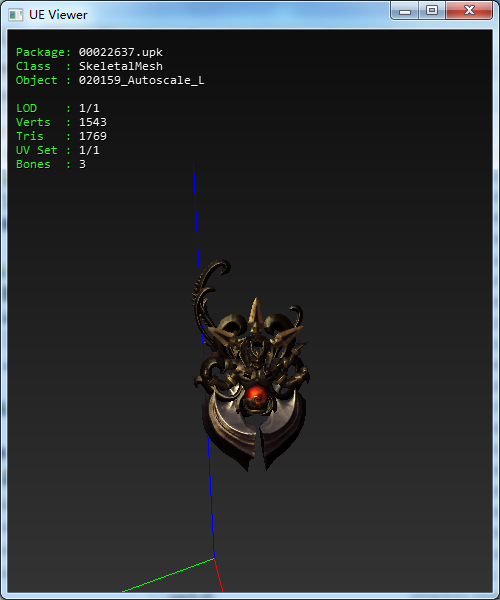 UE Viewer
Package: 00022637.upk
Class  : SkeletalMesh
Object : 020159_Autoscale_L
LOD    : 1/1
Verts  : 1543
Tris   : 1769
UV Set : 1/1
Bones  : 3